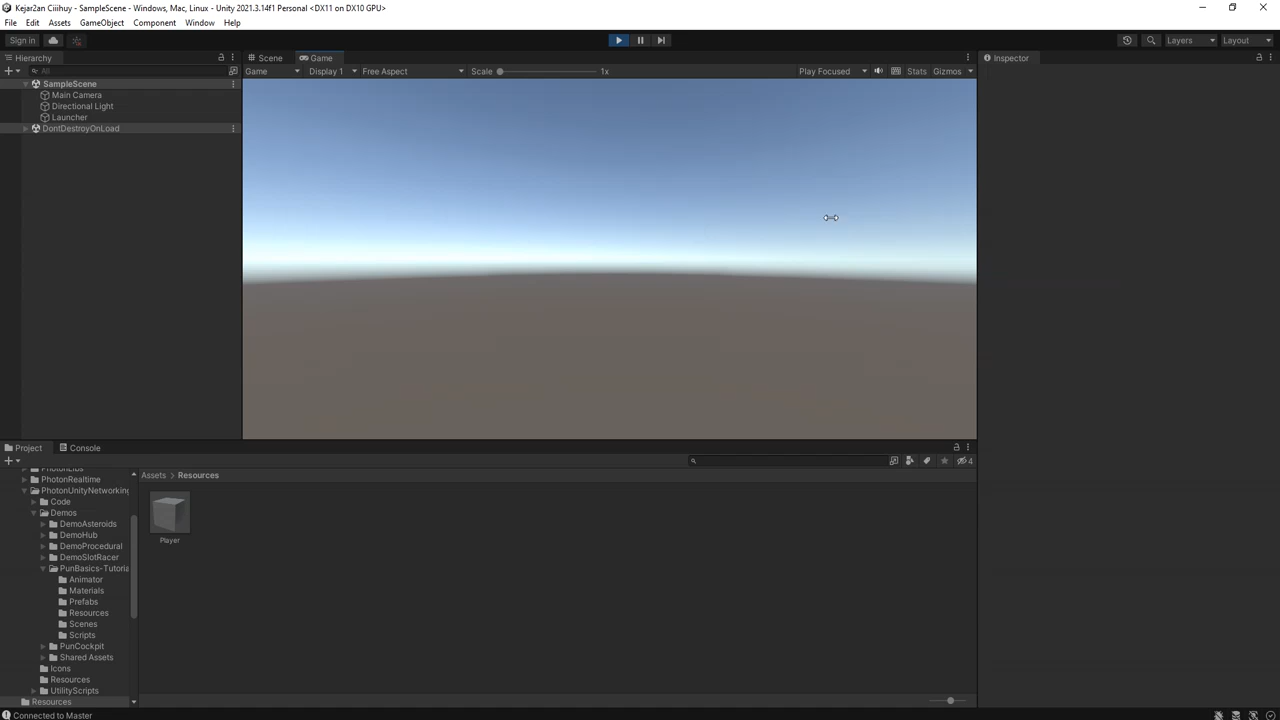 Kejar2an Ciiihuy - SampleScene - Windows, Mac, Linux - Unity 2021.3.14f1 Personal <DX11 on DX10 GPU>
File Edit Assets GameObject Component Window Help
Sign in Layers Layout
Hierarchy Scene Game Inspector
All Game Display 1 Free Aspect Scale 1x Play Focused Stats Gizmos
SampleScene
Main Camera
Directional Light
Launcher
DontDestroyOnLoad
Project Console
4
PhotonLibs Assets > Resources
PhotonRealtime
PhotonUnityNetworking
Code
Demos
DemoAsteroids
DemoHub
DemoProcedural
DemoSlotRacer
PunBasics-Tutoria
Animator
Materials
Prefabs
Resources
Scenes
Scripts
PunCockpit
Shared Assets
Icons
Resources
UtilityScripts
Resources
Player
Connected to Master